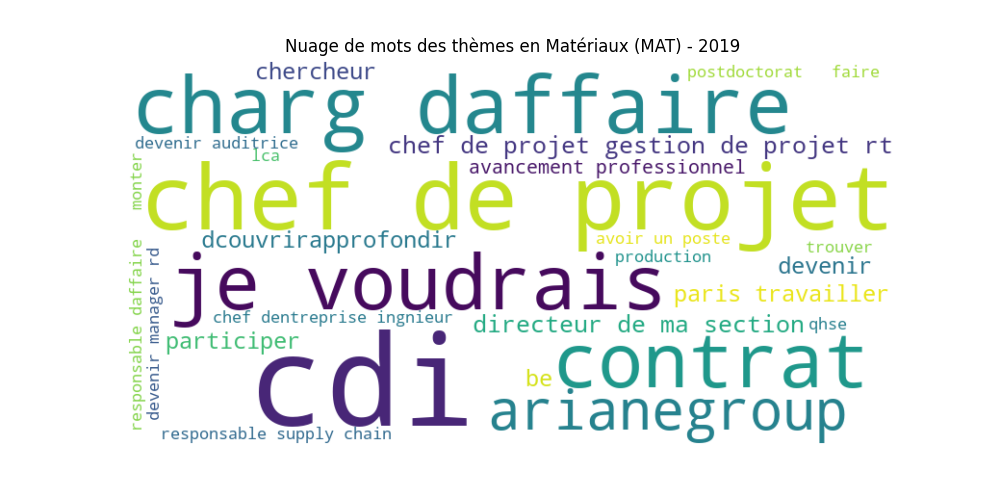 Nuage de mots des thèmes en Matériaux (MAT) - 2019
chercheur
postdoctorat
faire
charg daffaire
devenir auditrice
chef de projet gestion de projet rt
lca
avancement professionnel
monter
chef de projet
dcouvrirapprofondir
avoir un poste
trouver
production
devenir
je voudrais
paris travailler
responsable daffaire
devenir manager rd
chef dentreprise ingnieur
directeur de ma section
qhse
participer
cdi
contrat
be
arianegroup
responsable supply chain